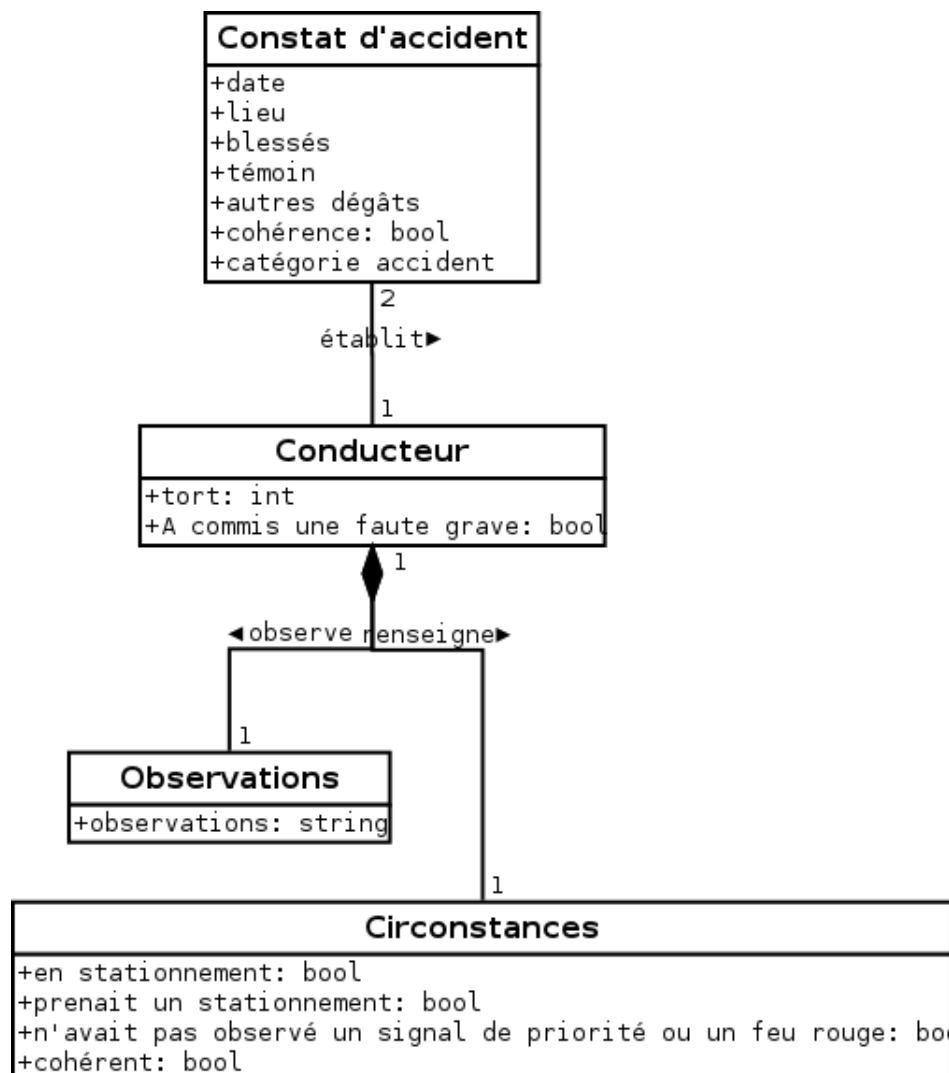 Constat d'accident
+date
+lieu
+blessés
+témoin
+autres dégâts
+cohérence: bool
+catégorie accident
2
établit►
1
Conducteur
+tort: int
+A commis une faute grave: bool
1
◄observe renseigne►
1
Observations
+observations: string
1
Circonstances
+en stationnement: bool
+prenait un stationnement: bool
+n'avait pas observé un signal de priorité ou un feu rouge: boo
+cohérent: bool